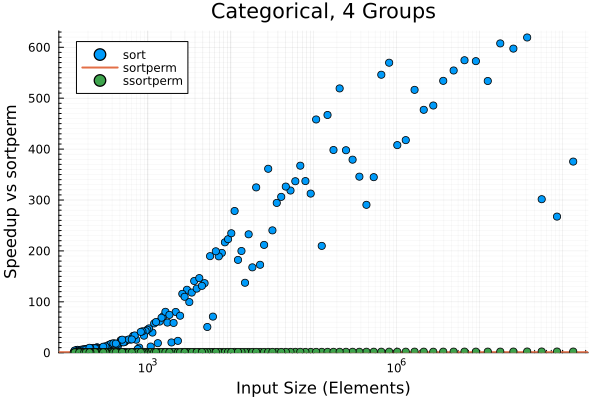 Categorical, 4 Groups
Speedup vs sortperm
600
500
400
300
200
100
0
sort
sortperm
ssortperm
10³
10⁶
Input Size (Elements)